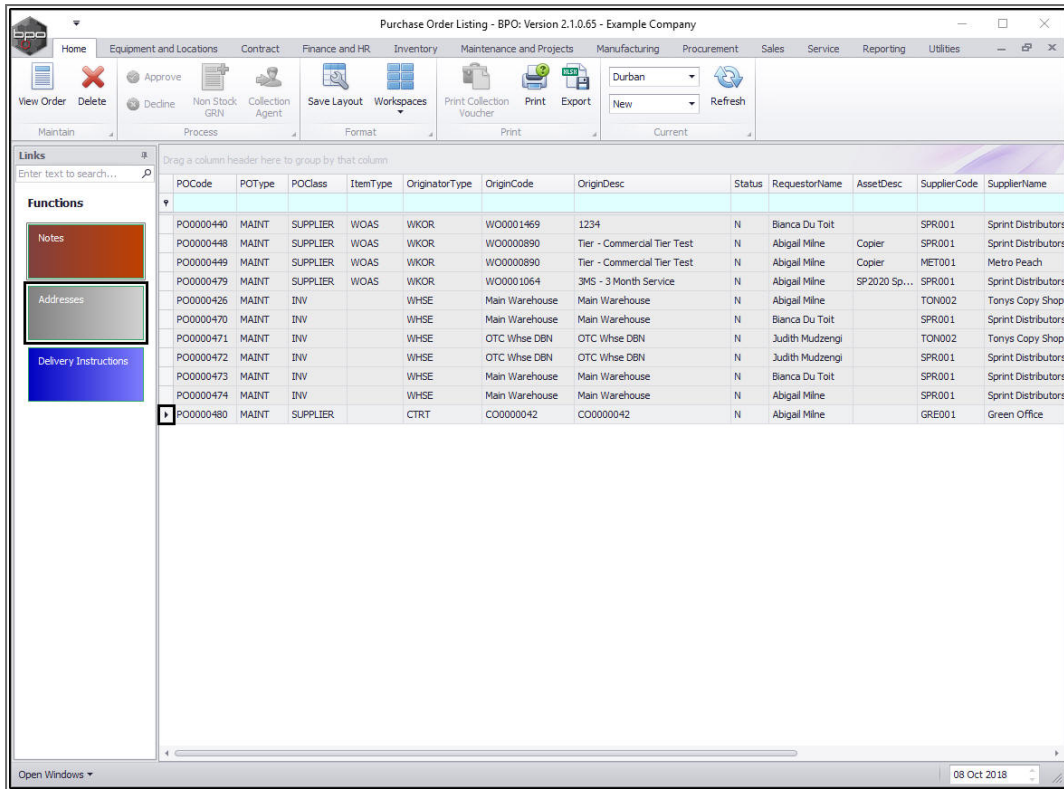 bpo
Purchase Order Listing - BPO: Version 2.1.0.65 - Example Company
Home Equipment and Locations Contract Finance and HR Inventory Maintenance and Projects Manufacturing Procurement Sales Service Reporting Utilities
View Order Delete Approve Decline Non Stock GRN Collection Agent Save Layout Workspaces Print Collection Voucher Print Export Durban New Refresh
Maintain Process Format Print Current
Links
Drag a column header here to group by that column
Enter text to search...
POCode POType POClass ItemType OriginatorType OriginCode OriginDesc Status RequestorName AssetDesc SupplierCode SupplierName
Functions
Notes
Addresses
Delivery Instructions
PO0000440 MAINT SUPPLIER WOAS WKOR WO0001469 1234 N Bianca Du Toit SPR001 Sprint Distributors
PO0000448 MAINT SUPPLIER WOAS WKOR WO0000890 Tier - Commercial Tier Test N Abigail Milne Copier SPR001 Sprint Distributors
PO0000449 MAINT SUPPLIER WOAS WKOR WO0000890 Tier - Commercial Tier Test N Abigail Milne Copier MET001 Metro Peach
PO0000479 MAINT SUPPLIER WOAS WKOR WO0001064 3MS - 3 Month Service N Abigail Milne SP2020 Sp... SPR001 Sprint Distributors
PO0000426 MAINT INV WHSE Main Warehouse Main Warehouse N Abigail Milne TON002 Tonys Copy Shop
PO0000470 MAINT INV WHSE Main Warehouse Main Warehouse N Bianca Du Toit SPR001 Sprint Distributors
PO0000471 MAINT INV WHSE OTC Whse DBN OTC Whse DBN N Judith Mudzengi TON002 Tonys Copy Shop
PO0000472 MAINT INV WHSE OTC Whse DBN OTC Whse DBN N Judith Mudzengi SPR001 Sprint Distributors
PO0000473 MAINT INV WHSE Main Warehouse Main Warehouse N Bianca Du Toit SPR001 Sprint Distributors
PO0000474 MAINT INV WHSE Main Warehouse Main Warehouse N Abigail Milne SPR001 Sprint Distributors
PO0000480 MAINT SUPPLIER CTRT CO0000042 CO0000042 N Abigail Milne GRE001 Green Office
Open Windows 08 Oct 2018